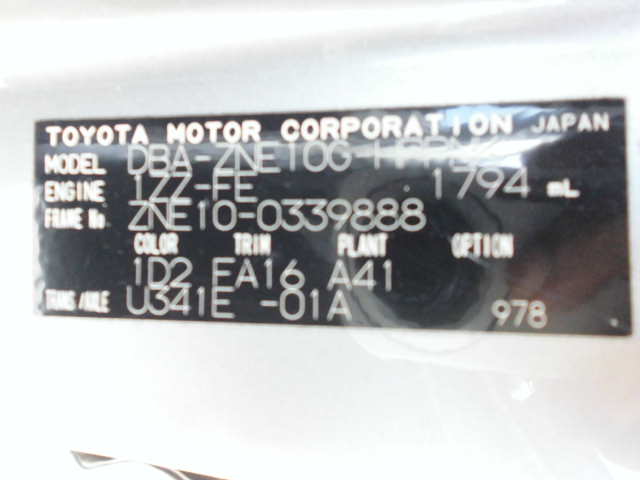 TOYOTA MOTOR CORPORATION JAPAN
MODEL DBA-ZNE10G-
ENGINE 1ZZ-FE 1794 mL
FRAME No ZNE10-0339888
COLOR TRIM PLANT OPTION
1D2 FA16 A41
TRANS/AXLE U341E -01A 978